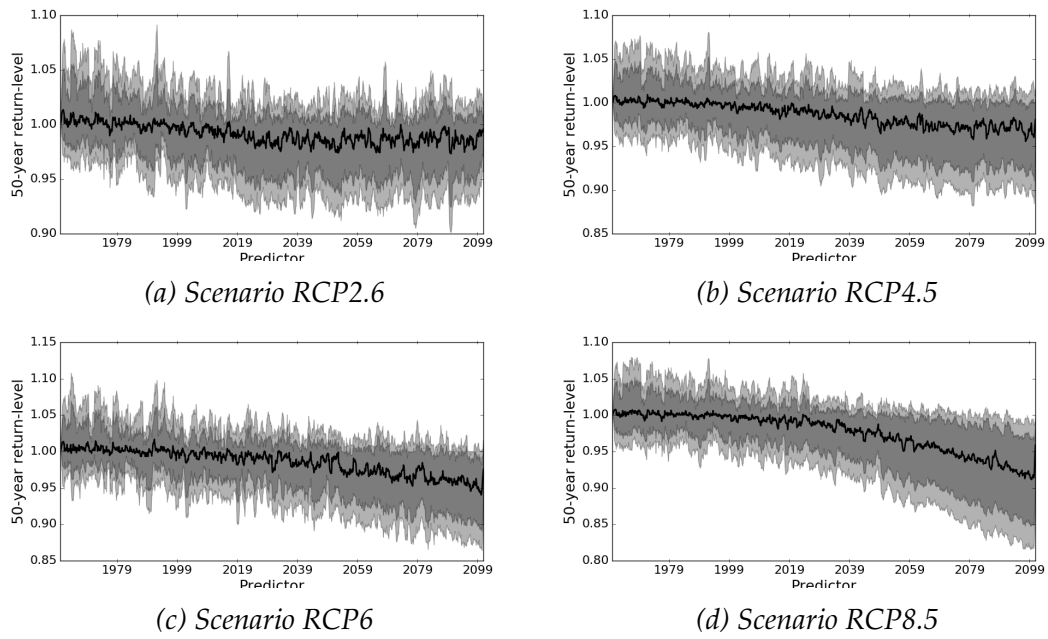 1.10
1.05
1.00
0.95
0.90
50-year return-level
1979 1999 2019 2039 2059 2079 2099
Predictor
(a) Scenario RCP2.6
1.10
1.05
1.00
0.95
0.90
0.85
50-year return-level
1979 1999 2019 2039 2059 2079 2099
Predictor
(b) Scenario RCP4.5
1.15
1.10
1.05
1.00
0.95
0.90
0.85
50-year return-level
1979 1999 2019 2039 2059 2079 2099
Predictor
(c) Scenario RCP6
1.10
1.05
1.00
0.95
0.90
0.85
0.80
50-year return-level
1979 1999 2019 2039 2059 2079 2099
Predictor
(d) Scenario RCP8.5